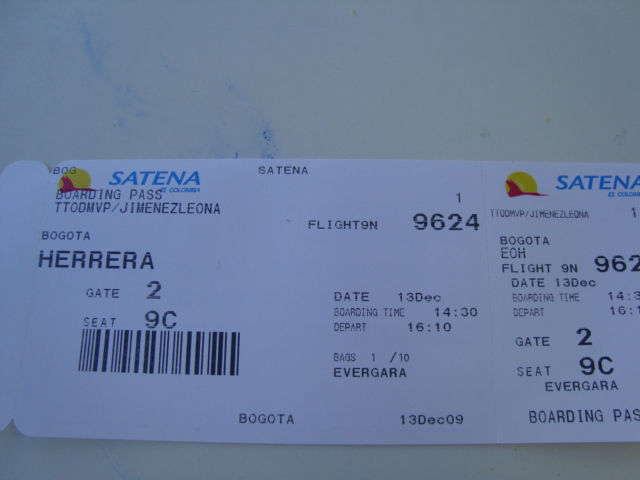 BOG
SATENA
ES COLOMBIA
SATENA
BOARDING PASS
TTODMVP/JIMENEZLEONA
1
FLIGHT9N 9624
BOGOTA
HERRERA
GATE 2
SEAT 9C
DATE 13Dec
BOARDING TIME 14:30
DEPART 16:10
BAGS 1 /10
EVERGARA
BOGOTA
13Dec09
SATENA
ES COLOMBIA
TTODMVP/JIMENEZLEONA 1
BOGOTA
EOH
FLIGHT 9N 962
DATE 13Dec
BOARDING TIME 14:3
DEPART 16:1
GATE 2
SEAT 9C
EVERGARA
BOARDING PAS